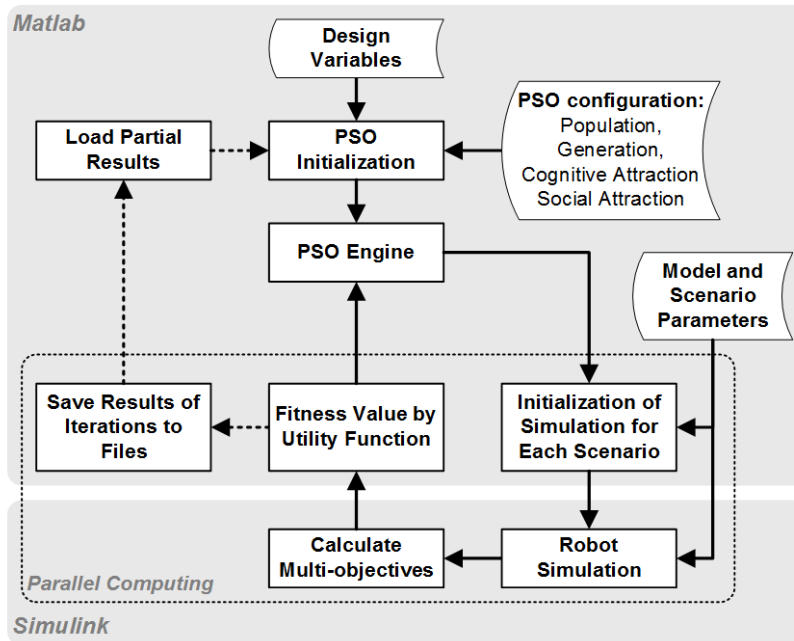 Matlab
Design
Variables
PSO configuration:
Population,
Generation,
Cognitive Attraction
Social Attraction
Load Partial
Results
PSO
Initialization
PSO Engine
Model and
Scenario
Parameters
Save Results of
Iterations to
Files
Fitness Value by
Utility Function
Initialization of
Simulation for
Each Scenario
Calculate
Multi-objectives
Robot
Simulation
Parallel Computing
Simulink